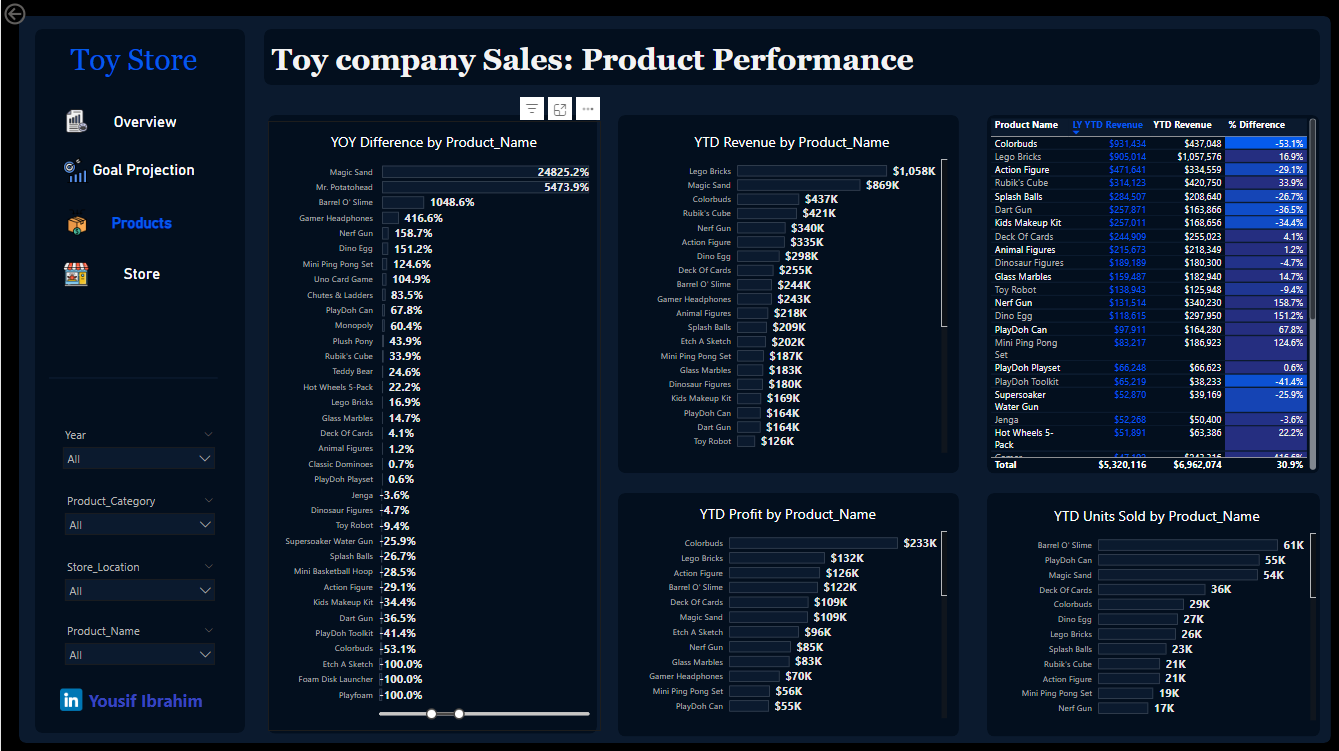 Toy Store
Overview
Goal Projection
Products
Store
Year
All
Product_Category
All
Store_Location
All
Product_Name
All
in Yousif Ibrahim
Toy company Sales: Product Performance
YOY Difference by Product_Name
Magic Sand 24825.2%
Mr. Potatohead 5473.9%
Barrel O' Slime 1048.6%
Gamer Headphones 416.6%
Nerf Gun 158.7%
Dino Egg 151.2%
Mini Ping Pong Set 124.6%
Uno Card Game 104.9%
Chutes & Ladders 83.5%
PlayDoh Can 67.8%
Monopoly 60.4%
Plush Pony 43.9%
Rubik's Cube 33.9%
Teddy Bear 24.6%
Hot Wheels 5-Pack 22.2%
Lego Bricks 16.9%
Glass Marbles 14.7%
Deck Of Cards 4.1%
Animal Figures 1.2%
Classic Dominoes 0.7%
PlayDoh Playset 0.6%
Jenga -3.6%
Dinosaur Figures -4.7%
Toy Robot -9.4%
Supersoaker Water Gun -25.9%
Splash Balls -26.7%
Mini Basketball Hoop -28.5%
Action Figure -29.1%
Kids Makeup Kit -34.4%
Dart Gun -36.5%
PlayDoh Toolkit -41.4%
Colorbuds -53.1%
Etch A Sketch -100.0%
Foam Disk Launcher -100.0%
Playfoam -100.0%
YTD Revenue by Product_Name
Lego Bricks $1,058K
Magic Sand $869K
Colorbuds $437K
Rubik's Cube $421K
Nerf Gun $340K
Action Figure $335K
Dino Egg $298K
Deck Of Cards $255K
Barrel O' Slime $244K
Gamer Headphones $243K
Animal Figures $218K
Splash Balls $209K
Etch A Sketch $202K
Mini Ping Pong Set $187K
Glass Marbles $183K
Dinosaur Figures $180K
Kids Makeup Kit $169K
PlayDoh Can $164K
Dart Gun $164K
Toy Robot $126K
Product Name LY YTD Revenue YTD Revenue % Difference
Colorbuds $931,434 $437,048 -53.1%
Lego Bricks $905,014 $1,057,576 16.9%
Action Figure $471,641 $334,559 -29.1%
Rubik's Cube $314,123 $420,750 33.9%
Splash Balls $284,507 $208,640 -26.7%
Dart Gun $257,871 $163,866 -36.5%
Kids Makeup Kit $257,011 $168,656 -34.4%
Deck Of Cards $244,909 $255,023 4.1%
Animal Figures $215,673 $218,349 1.2%
Dinosaur Figures $189,189 $180,300 -4.7%
Glass Marbles $159,487 $182,940 14.7%
Toy Robot $138,943 $125,948 -9.4%
Nerf Gun $131,514 $340,230 158.7%
Dino Egg $118,615 $297,950 151.2%
PlayDoh Can $97,911 $164,280 67.8%
Mini Ping Pong $83,217 $186,923 124.6%
Set
PlayDoh Playset $66,248 $66,623 0.6%
PlayDoh Toolkit $65,219 $38,233 -41.4%
Supersoaker $52,870 $39,169 -25.9%
Water Gun
Jenga $52,268 $50,400 -3.6%
Hot Wheels 5- $51,891 $63,386 22.2%
Pack
Total $5,320,116 $6,962,074 30.9%
YTD Profit by Product_Name
Colorbuds $233K
Lego Bricks $132K
Action Figure $126K
Barrel O' Slime $122K
Deck Of Cards $109K
Magic Sand $109K
Etch A Sketch $96K
Nerf Gun $85K
Glass Marbles $83K
Gamer Headphones $70K
Mini Ping Pong Set $56K
PlayDoh Can $55K
YTD Units Sold by Product_Name
Barrel O' Slime 61K
PlayDoh Can 55K
Magic Sand 54K
Deck Of Cards 36K
Colorbuds 29K
Dino Egg 27K
Lego Bricks 26K
Splash Balls 23K
Rubik's Cube 21K
Action Figure 21K
Mini Ping Pong Set 19K
Nerf Gun 17K